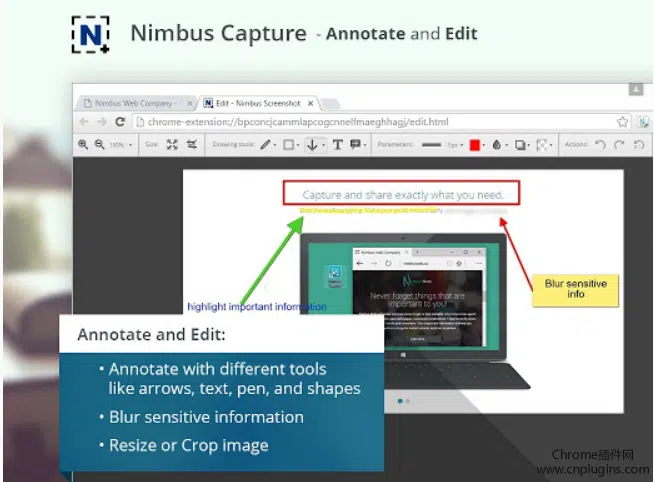 Nimbus Capture - Annotate and Edit
Nimbus Web Company -
Edit - Nimbus Screenshot
chrome-extension://bpconcjcammlapcogcnnelfmaeghhagj/edit.html
100%
Size:
Drawing tools:
T
Parameters:
5px
Actions:
Capture and share exactly what you need.
highlight important information
Blur sensitive
info
Nimbus Web Company
Never forget things that are
important to you!
Annotate and Edit:
• Annotate with different tools
like arrows, text, pen, and shapes
• Blur sensitive information
• Resize or Crop image
Chrome插件网
www.cnplugins.com